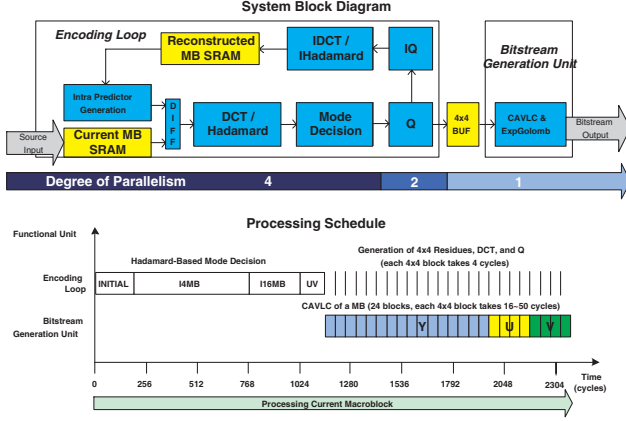 System Block Diagram
Encoding Loop
Reconstructed
MB SRAM
IDCT /
IHadamard
IQ
Bitstream
Generation Unit
Intra Predictor
Generation
D
I
F
F
DCT /
Hadamard
Mode
Decision
Q
4x4
BUF
CAVLC &
ExpGolomb
Bitstream
Output
Source
Input
Current MB
SRAM
Degree of Parallelism 4 2 1
Processing Schedule
Functional Unit
Generation of 4x4 Residues, DCT, and Q
(each 4x4 block takes 4 cycles)
Hadamard-Based Mode Decision
Encoding
Loop
INITIAL I4MB I16MB UV
CAVLC of a MB (24 blocks, each 4x4 block takes 16~50 cycles)
Bitstream
Generation Unit
Y U V
0 256 512 768 1024 1280 1536 1792 2048 2304
Time
(cycles)
Processing Current Macroblock